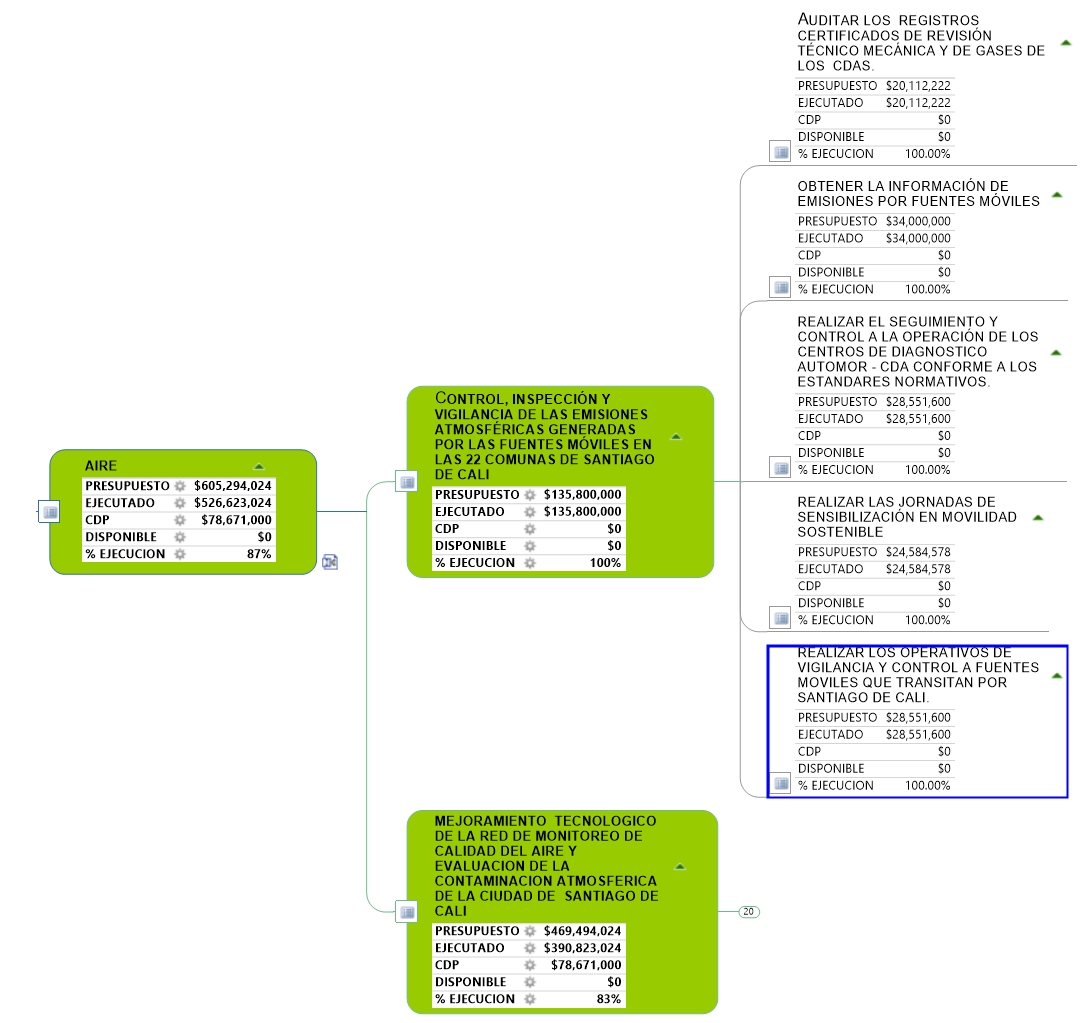 AIRE
PRESUPUESTO $605,294,024
EJECUTADO $526,623,024
CDP $78,671,000
DISPONIBLE $0
% EJECUCION 87%
CONTROL, INSPECCIÓN Y
VIGILANCIA DE LAS EMISIONES
ATMOSFÉRICAS GENERADAS
POR LAS FUENTES MÓVILES EN
LAS 22 COMUNAS DE SANTIAGO
DE CALI
PRESUPUESTO $135,800,000
EJECUTADO $135,800,000
CDP $0
DISPONIBLE $0
% EJECUCION 100%
AUDITAR LOS REGISTROS
CERTIFICADOS DE REVISIÓN
TÉCNICO MECÁNICA Y DE GASES DE
LOS CDAS.
PRESUPUESTO $20,112,222
EJECUTADO $20,112,222
CDP $0
DISPONIBLE $0
% EJECUCION 100.00%
OBTENER LA INFORMACIÓN DE
EMISIONES POR FUENTES MÓVILES
PRESUPUESTO $34,000,000
EJECUTADO $34,000,000
CDP $0
DISPONIBLE $0
% EJECUCION 100.00%
REALIZAR EL SEGUIMIENTO Y
CONTROL A LA OPERACIÓN DE LOS
CENTROS DE DIAGNOSTICO
AUTOMOR - CDA CONFORME A LOS
ESTANDARES NORMATIVOS.
PRESUPUESTO $28,551,600
EJECUTADO $28,551,600
CDP $0
DISPONIBLE $0
% EJECUCION 100.00%
REALIZAR LAS JORNADAS DE
SENSIBILIZACIÓN EN MOVILIDAD
SOSTENIBLE
PRESUPUESTO $24,584,578
EJECUTADO $24,584,578
CDP $0
DISPONIBLE $0
% EJECUCION 100.00%
REALIZAR LOS OPERATIVOS DE
VIGILANCIA Y CONTROL A FUENTES
MOVILES QUE TRANSITAN POR
SANTIAGO DE CALI.
PRESUPUESTO $28,551,600
EJECUTADO $28,551,600
CDP $0
DISPONIBLE $0
% EJECUCION 100.00%
MEJORAMIENTO TECNOLOGICO
DE LA RED DE MONITOREO DE
CALIDAD DEL AIRE Y
EVALUACION DE LA
CONTAMINACION ATMOSFERICA
DE LA CIUDAD DE SANTIAGO DE
CALI
PRESUPUESTO $469,494,024
EJECUTADO $390,823,024
CDP $78,671,000
DISPONIBLE $0
% EJECUCION 83%
20